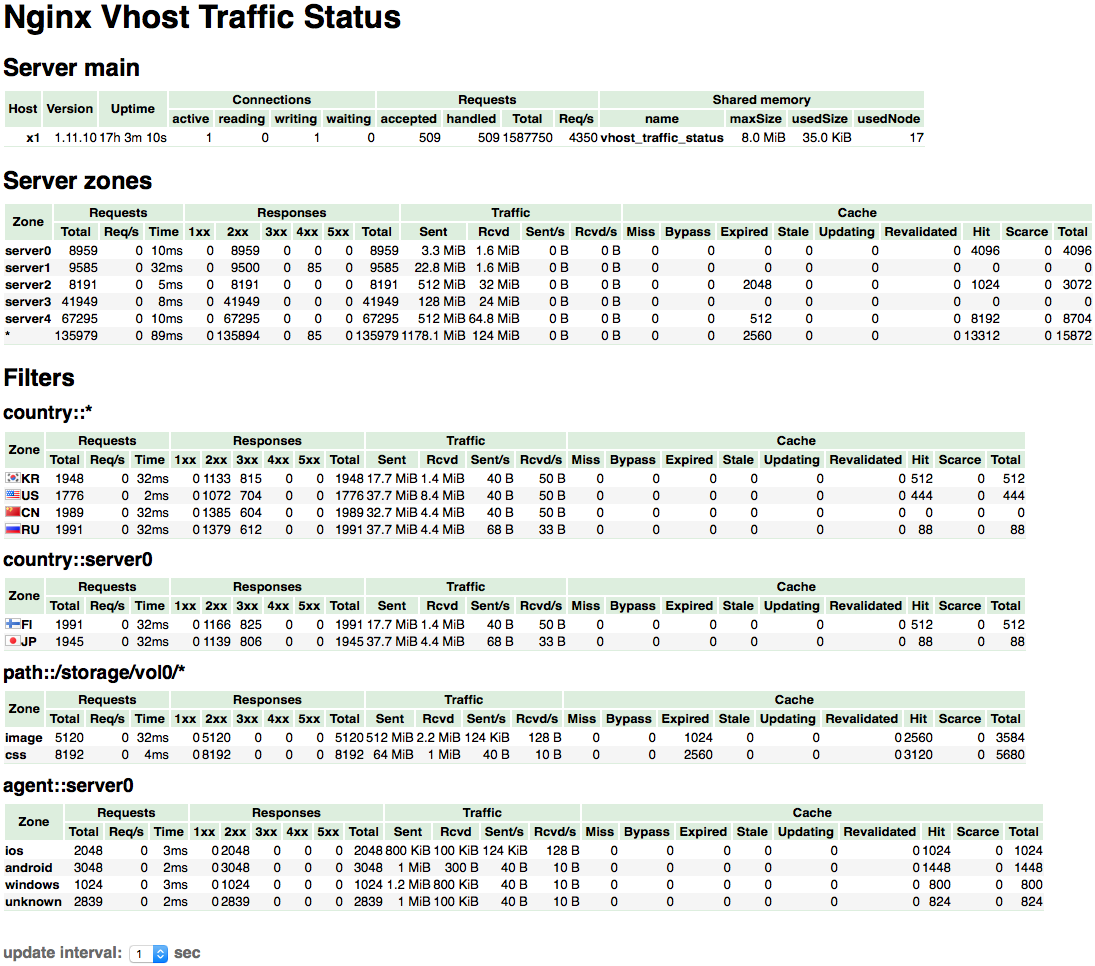 Nginx Vhost Traffic Status
Server main
Host Version Uptime Connections Requests Shared memory
active reading writing waiting accepted handled Total Req/s name maxSize usedSize usedNode
x1 1.11.10 17h 3m 10s 1 0 1 0 509 509 1587750 4350 vhost_traffic_status 8.0 MiB 35.0 KiB 17
Server zones
Zone Requests Responses Traffic Cache
Total Req/s Time 1xx 2xx 3xx 4xx 5xx Total Sent Rcvd Sent/s Rcvd/s Miss Bypass Expired Stale Updating Revalidated Hit Scarce Total
server0 8959 0 10ms 0 8959 0 0 0 8959 3.3 MiB 1.6 MiB 0 B 0 B 0 0 0 0 0 0 4096 0 4096
server1 9585 0 32ms 0 9500 0 85 0 9585 22.8 MiB 1.6 MiB 0 B 0 B 0 0 0 0 0 0 0 0 0
server2 8191 0 5ms 0 8191 0 0 0 8191 512 MiB 32 MiB 0 B 0 B 0 0 2048 0 0 0 1024 0 3072
server3 41949 0 8ms 0 41949 0 0 0 41949 128 MiB 24 MiB 0 B 0 B 0 0 0 0 0 0 0 0 0
server4 67295 0 10ms 0 67295 0 0 0 67295 512 MiB 64.8 MiB 0 B 0 B 0 0 512 0 0 0 8192 0 8704
* 135979 0 89ms 0 135894 0 85 0 135979 1178.1 MiB 124 MiB 0 B 0 B 0 0 2560 0 0 0 13312 0 15872
Filters
country::*
Zone Requests Responses Traffic Cache
Total Req/s Time 1xx 2xx 3xx 4xx 5xx Total Sent Rcvd Sent/s Rcvd/s Miss Bypass Expired Stale Updating Revalidated Hit Scarce Total
KR 1948 0 32ms 0 1133 815 0 0 1948 17.7 MiB 1.4 MiB 40 B 50 B 0 0 0 0 0 0 512 0 512
US 1776 0 2ms 0 1072 704 0 0 1776 37.7 MiB 8.4 MiB 40 B 50 B 0 0 0 0 0 0 444 0 444
CN 1989 0 32ms 0 1385 604 0 0 1989 32.7 MiB 4.4 MiB 40 B 50 B 0 0 0 0 0 0 0 0 0
RU 1991 0 32ms 0 1379 612 0 0 1991 37.7 MiB 4.4 MiB 68 B 33 B 0 0 0 0 0 0 88 0 88
country::server0
Zone Requests Responses Traffic Cache
Total Req/s Time 1xx 2xx 3xx 4xx 5xx Total Sent Rcvd Sent/s Rcvd/s Miss Bypass Expired Stale Updating Revalidated Hit Scarce Total
FI 1991 0 32ms 0 1166 825 0 0 1991 17.7 MiB 1.4 MiB 40 B 50 B 0 0 0 0 0 0 512 0 512
JP 1945 0 32ms 0 1139 806 0 0 1945 37.7 MiB 4.4 MiB 68 B 33 B 0 0 0 0 0 0 88 0 88
path::/storage/vol0/*
Zone Requests Responses Traffic Cache
Total Req/s Time 1xx 2xx 3xx 4xx 5xx Total Sent Rcvd Sent/s Rcvd/s Miss Bypass Expired Stale Updating Revalidated Hit Scarce Total
image 5120 0 32ms 0 5120 0 0 0 5120 512 MiB 2.2 MiB 124 KiB 128 B 0 0 1024 0 0 0 2560 0 3584
css 8192 0 4ms 0 8192 0 0 0 8192 64 MiB 1 MiB 40 B 10 B 0 0 2560 0 0 0 3120 0 5680
agent::server0
Zone Requests Responses Traffic Cache
Total Req/s Time 1xx 2xx 3xx 4xx 5xx Total Sent Rcvd Sent/s Rcvd/s Miss Bypass Expired Stale Updating Revalidated Hit Scarce Total
ios 2048 0 3ms 0 2048 0 0 0 2048 800 KiB 100 KiB 124 KiB 128 B 0 0 0 0 0 0 1024 0 1024
android 3048 0 2ms 0 3048 0 0 0 3048 1 MiB 300 B 40 B 10 B 0 0 0 0 0 0 1448 0 1448
windows 1024 0 3ms 0 1024 0 0 0 1024 1.2 MiB 800 KiB 40 B 10 B 0 0 0 0 0 0 800 0 800
unknown 2839 0 2ms 0 2839 0 0 0 2839 1 MiB 100 KiB 40 B 10 B 0 0 0 0 0 0 824 0 824
update interval: 1 sec